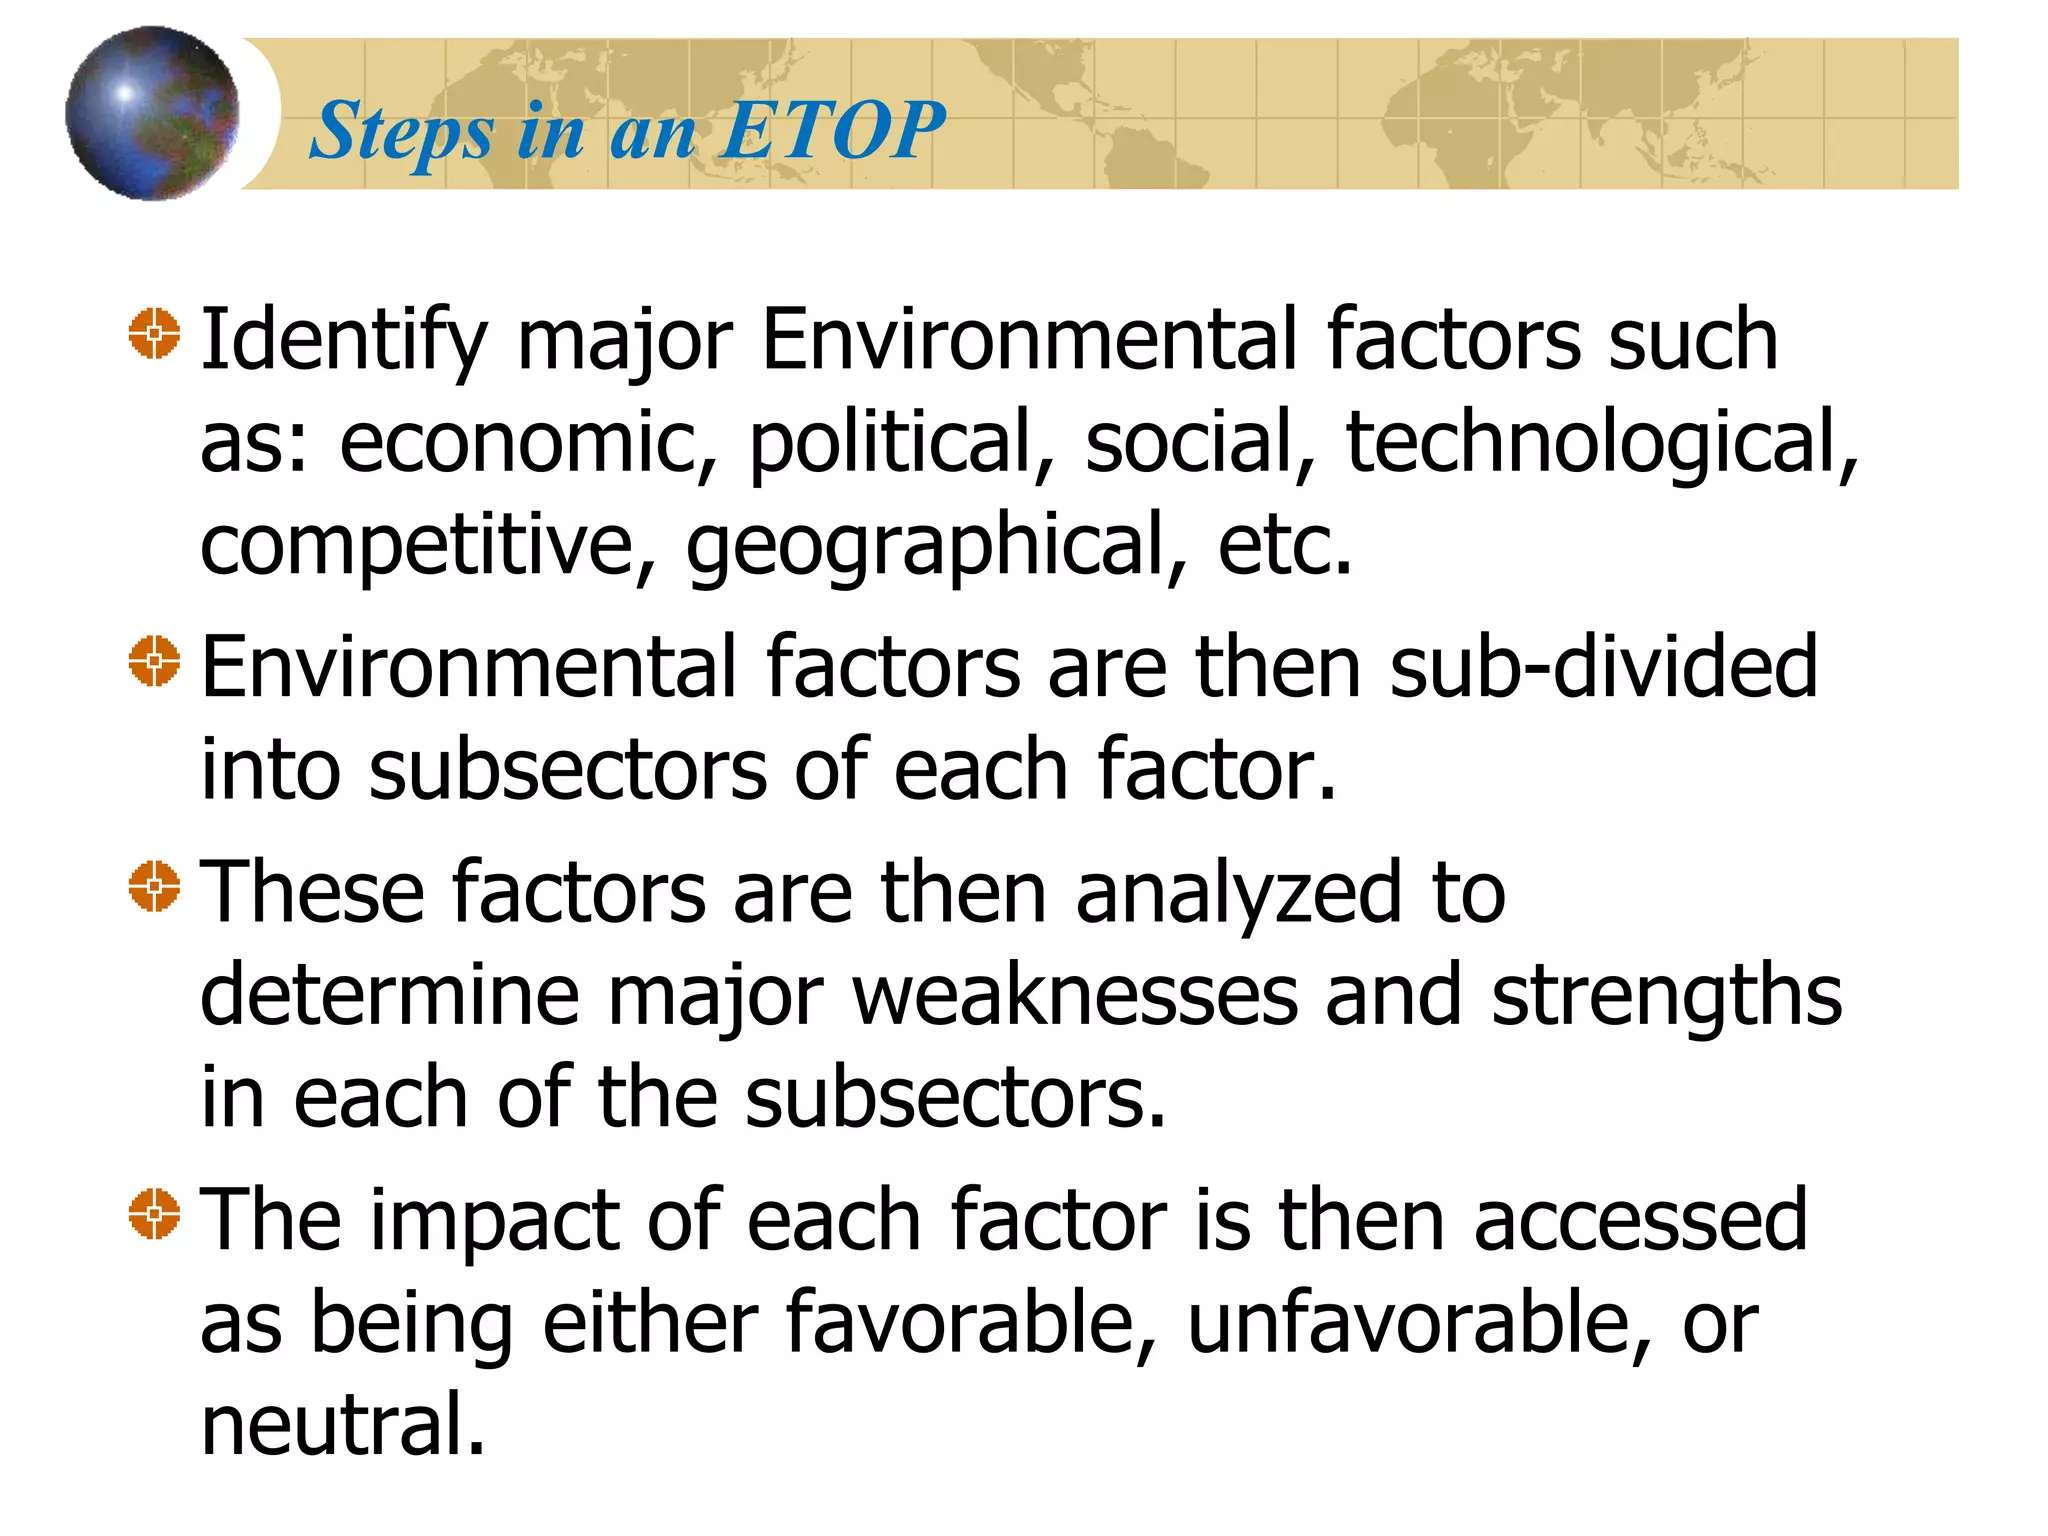 Steps in an ETOP
Identify major Environmental factors such
as: economic, political, social, technological,
competitive, geographical, etc.
Environmental factors are then sub-divided
into subsectors of each factor.
These factors are then analyzed to
determine major weaknesses and strengths
in each of the subsectors.
The impact of each factor is then accessed
as being either favorable, unfavorable, or
neutral.